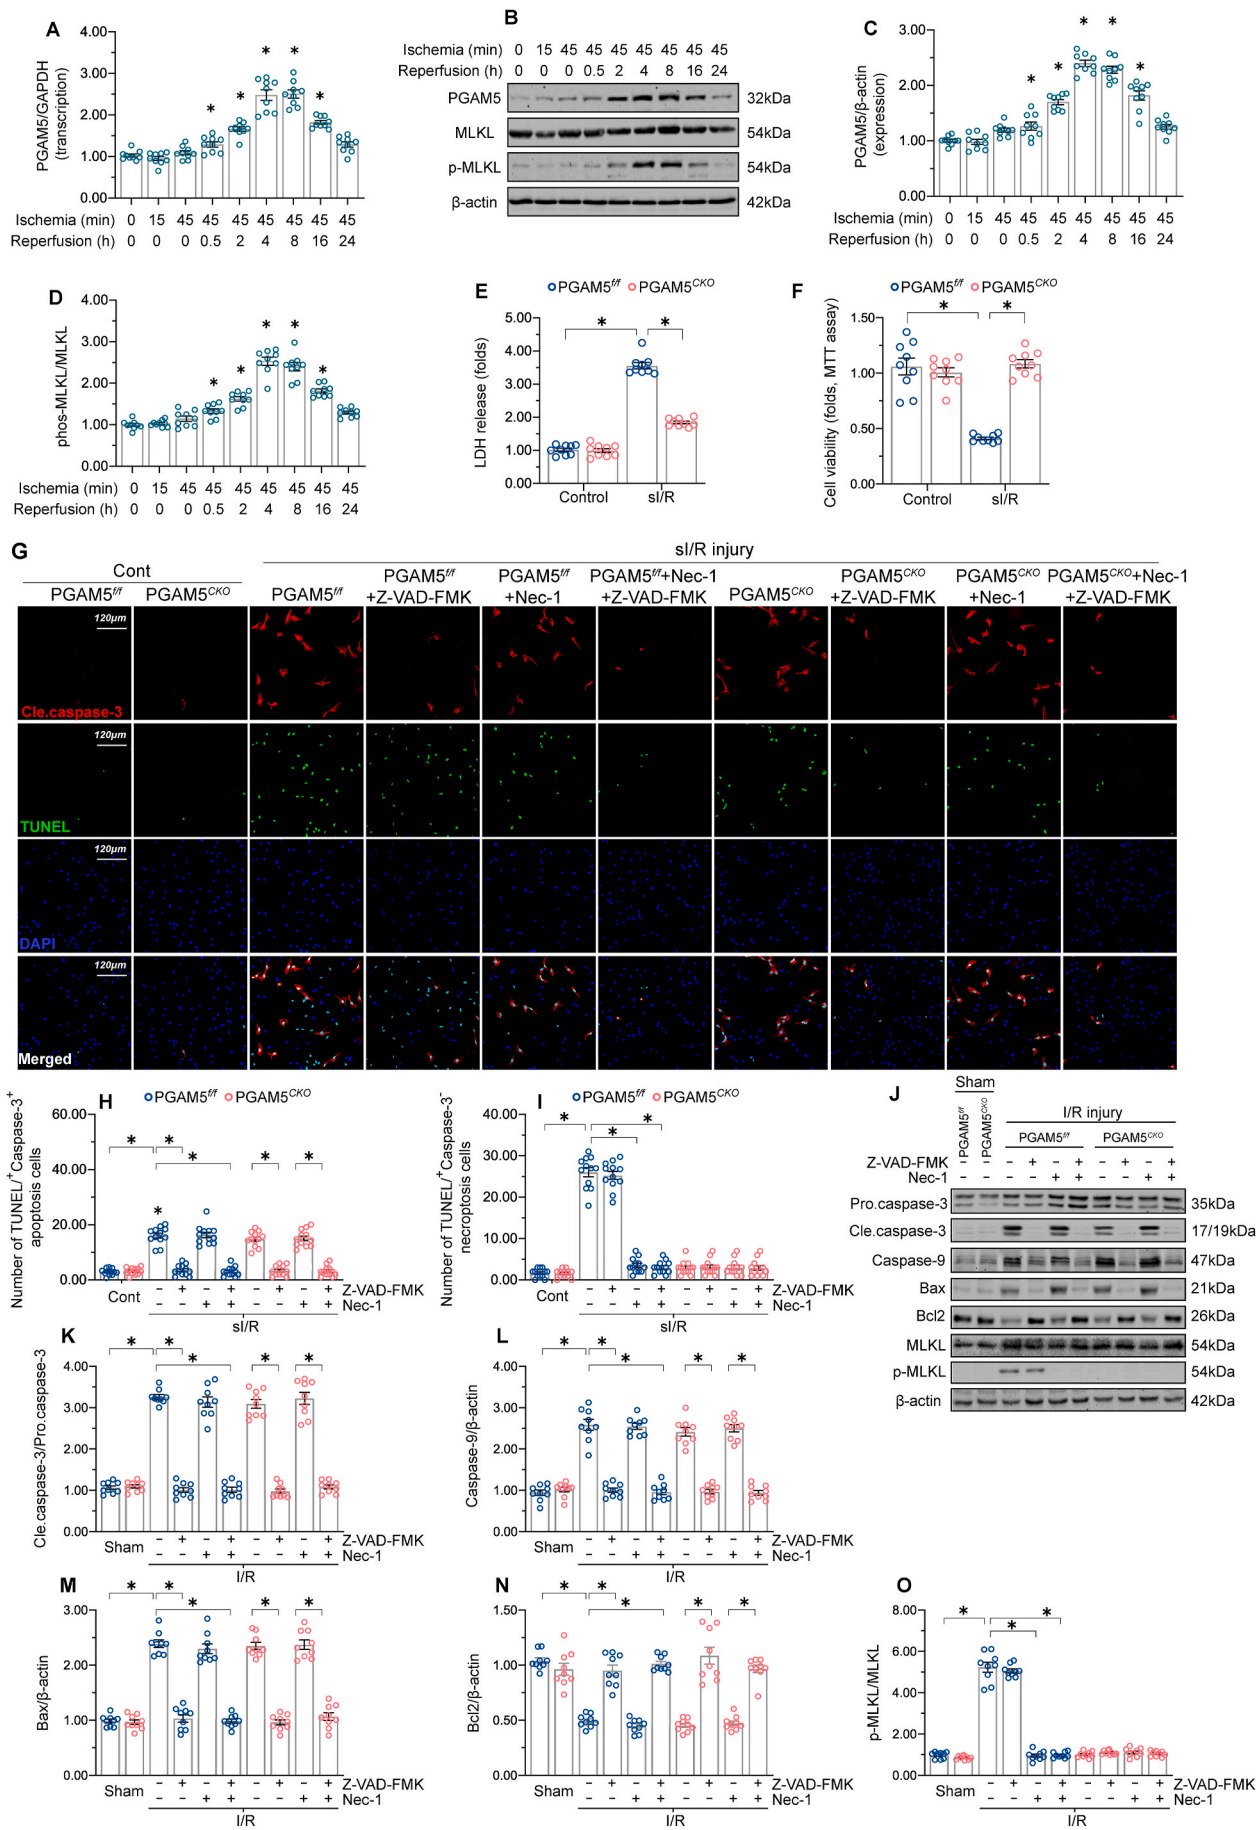 A
PGAM5/GAPDH
(transcription)
4.00
3.00
2.00
1.00
0.00
* * * * *
Ischemia (min) 0 15 45 45 45 45 45 45 45
Reperfusion (h) 0 0 0 0.5 2 4 8 16 24
B
Ischemia (min) 0 15 45 45 45 45 45 45 45
Reperfusion (h) 0 0 0 0.5 2 4 8 16 24
PGAM5 32kDa
MLKL 54kDa
p-MLKL 54kDa
β-actin 42kDa
C
PGAM5/β-actin
(expression)
3.00
2.00
1.00
0.00
* * * * *
Ischemia (min) 0 15 45 45 45 45 45 45 45
Reperfusion (h) 0 0 0 0.5 2 4 8 16 24
D
phos-MLKL/MLKL
4.00
3.00
2.00
1.00
0.00
* * * * *
Ischemia (min) 0 15 45 45 45 45 45 45 45
Reperfusion (h) 0 0 0 0.5 2 4 8 16 24
E
PGAM5f/f PGAM5CKO
LDH release (folds)
5.00
4.00
3.00
2.00
1.00
0.00
* *
Control sI/R
F
PGAM5f/f PGAM5CKO
Cell viability (folds, MTT assay)
1.50
1.00
0.50
0.00
* *
Control sI/R
G
sI/R injury
Cont
PGAM5f/f PGAM5CKO PGAM5f/f PGAM5f/f +Z-VAD-FMK PGAM5f/f +Nec-1 PGAM5f/f+Nec-1 +Z-VAD-FMK PGAM5CKO PGAM5CKO +Z-VAD-FMK PGAM5CKO +Nec-1 PGAM5CKO+Nec-1 +Z-VAD-FMK
120μm
Cle.caspase-3
120μm
TUNEL
120μm
DAPI
120μm
Merged
H
PGAM5f/f PGAM5CKO
Number of TUNEL/+Caspase-3+
apoptosis cells
60.00
40.00
20.00
0.00
* * * * * *
Cont
− + − + − + − + Z-VAD-FMK
− − + + − − + + Nec-1
sI/R
I
PGAM5f/f PGAM5CKO
Number of TUNEL/+Caspase-3-
necroptosis cells
40.00
30.00
20.00
10.00
0.00
* * *
Cont
− + − + − + − + Z-VAD-FMK
− − + + − − + + Nec-1
sI/R
J
Sham
PGAM5f/f
PGAM5CKO
I/R injury
PGAM5f/f PGAM5CKO
Z-VAD-FMK − − − + − + − + − +
Nec-1 − − − − + + − − + +
Pro.caspase-3 35kDa
Cle.caspase-3 17/19kDa
Caspase-9 47kDa
Bax 21kDa
Bcl2 26kDa
MLKL 54kDa
p-MLKL 54kDa
β-actin 42kDa
K
Cle.caspase-3/Pro.caspase-3
4.00
3.00
2.00
1.00
0.00
* * * * *
Sham
− + − + − + − + Z-VAD-FMK
− − + + − − + + Nec-1
I/R
L
Caspase-9/β-actin
4.00
3.00
2.00
1.00
0.00
* * * * *
Sham
− + − + − + − + Z-VAD-FMK
− − + + − − + + Nec-1
I/R
M
Bax/β-actin
3.00
2.00
1.00
0.00
* * * * *
Sham
− + − + − + − + Z-VAD-FMK
− − + + − − + + Nec-1
I/R
N
Bcl2/β-actin
1.50
1.00
0.50
0.00
* * * * *
Sham
− + − + − + − + Z-VAD-FMK
− − + + − − + + Nec-1
I/R
O
p-MLKL/MLKL
8.00
6.00
4.00
2.00
0.00
* * *
Sham
− + − + − + − + Z-VAD-FMK
− − + + − − + + Nec-1
I/R